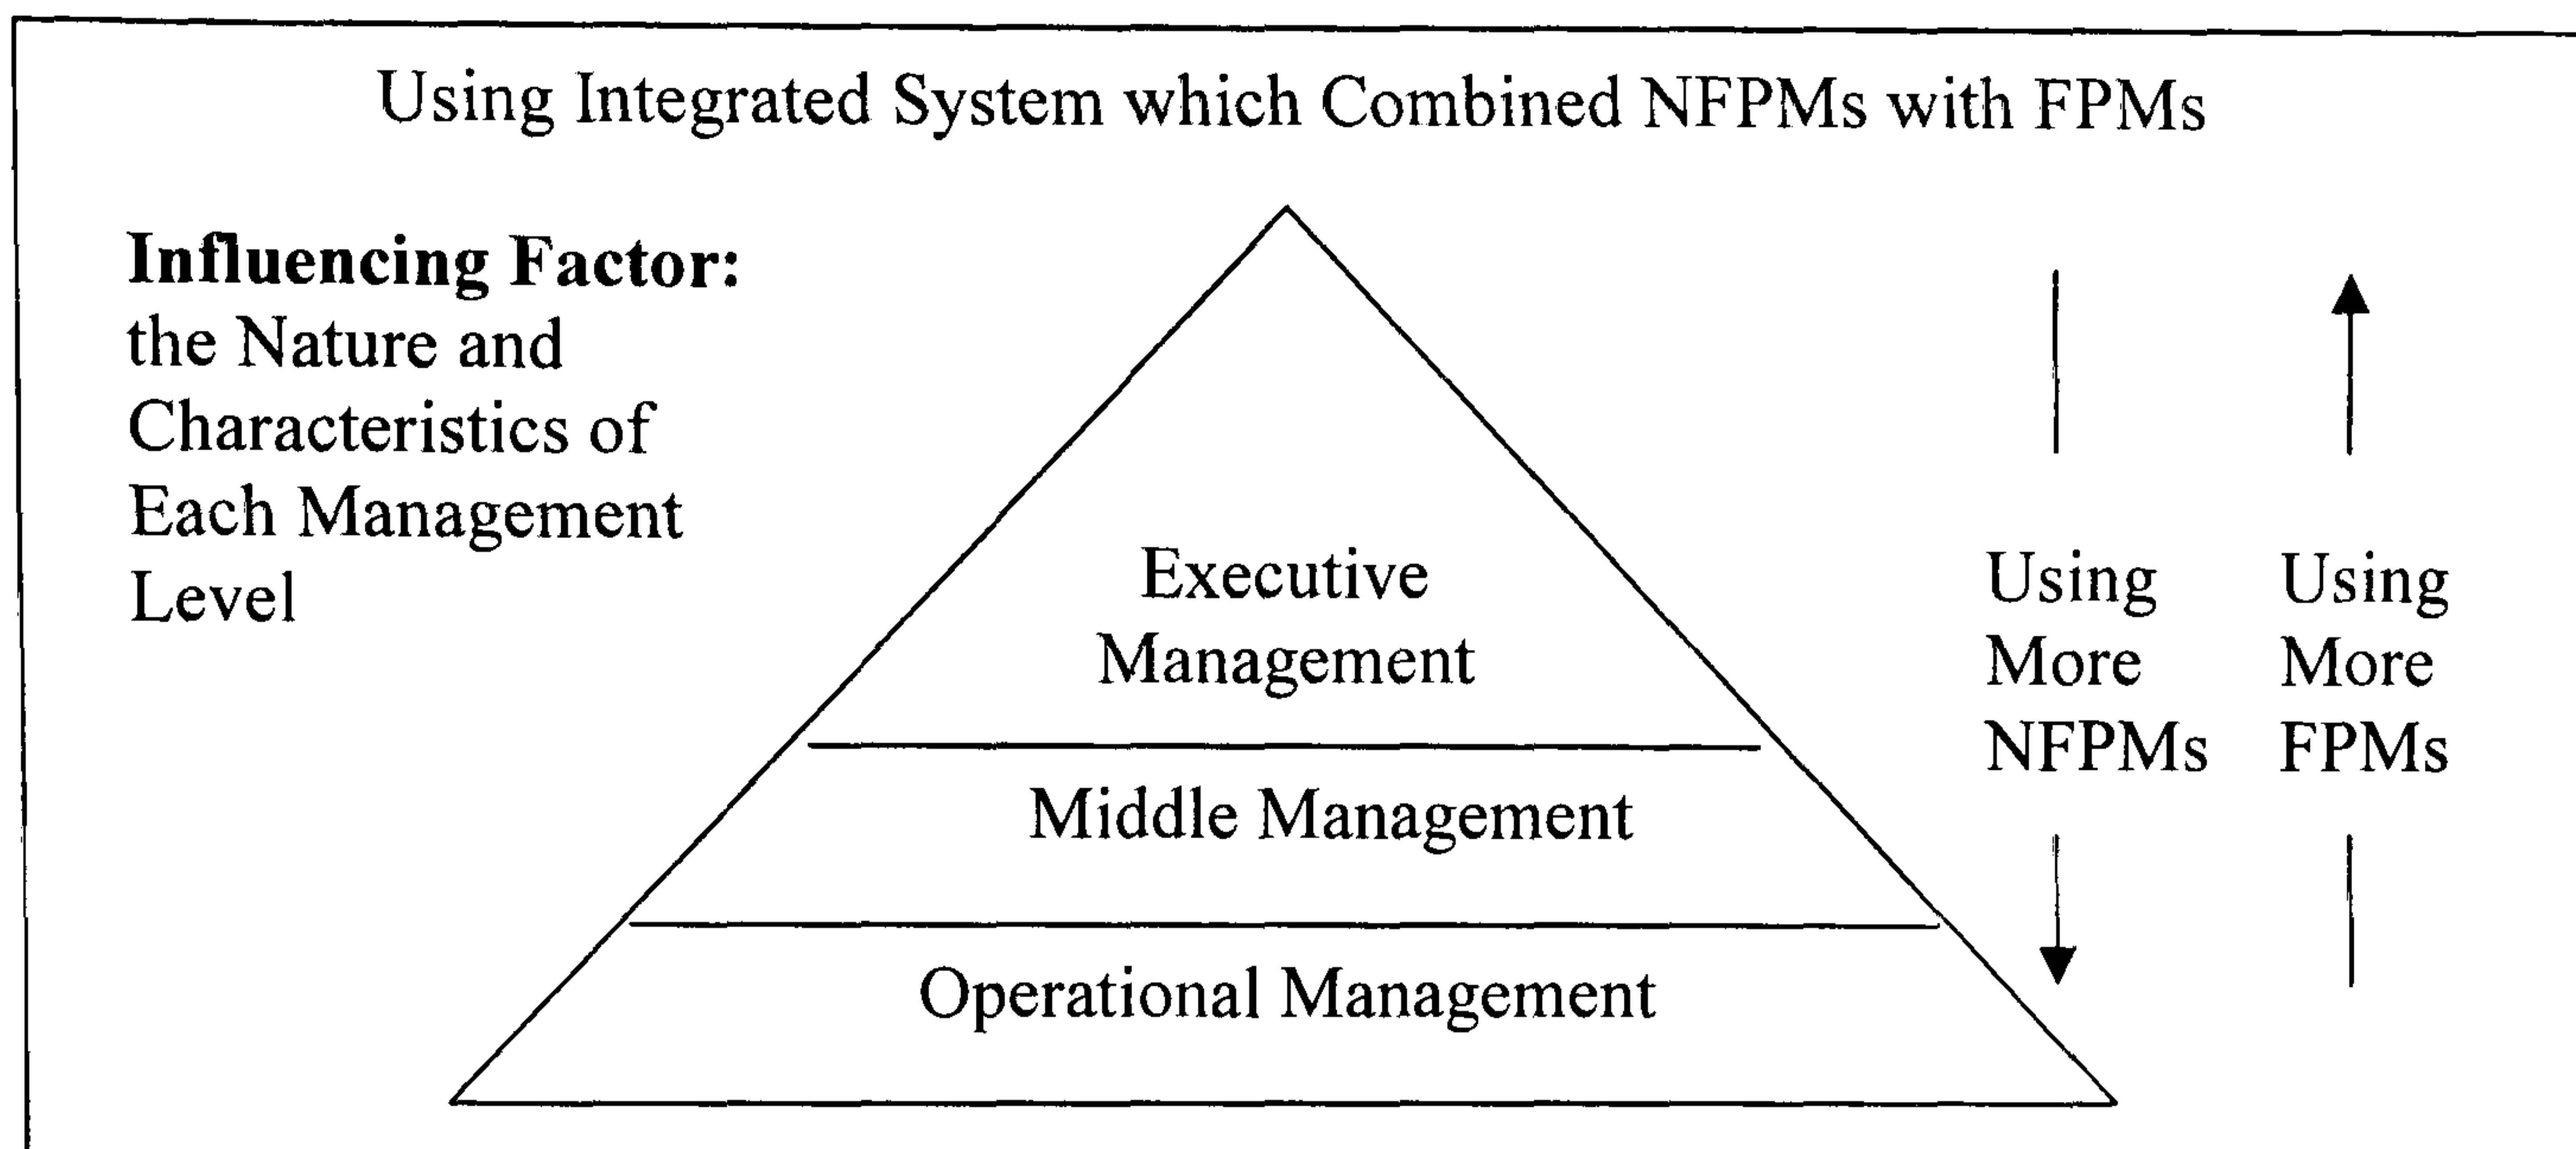 Using Integrated System which Combined NFPMs with FPMs
Influencing Factor:
the Nature and
Characteristics of
Each Management
Level
Executive
Management
Middle Management
Operational Management
Using
More
NFPMs
Using
More
FPMs